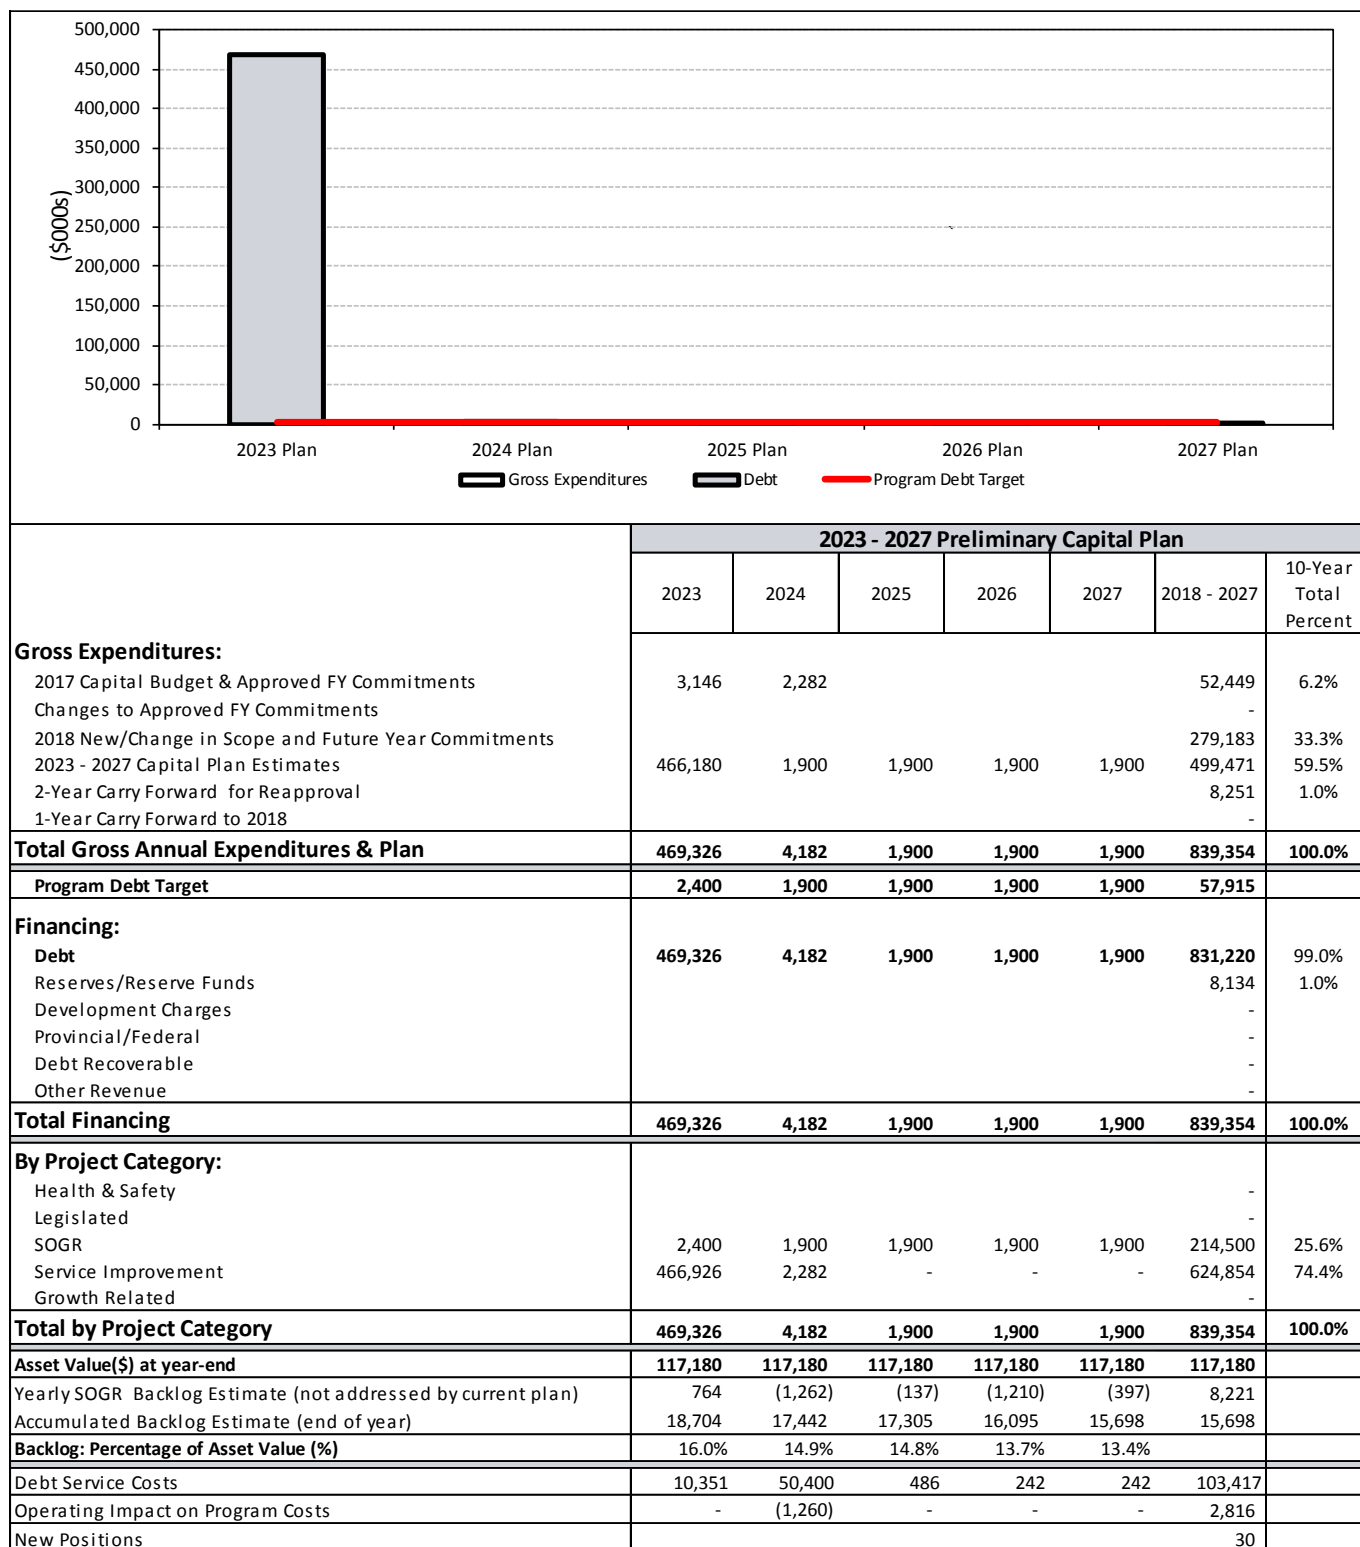 500,000
450,000
400,000
350,000
300,000
250,000
200,000
150,000
100,000
50,000
0
($000s)
2023 Plan 2024 Plan 2025 Plan 2026 Plan 2027 Plan
Gross Expenditures Debt Program Debt Target
2023 - 2027 Preliminary Capital Plan
2023 2024 2025 2026 2027 2018 - 2027 10-Year Total Percent
Gross Expenditures:
2017 Capital Budget & Approved FY Commitments 3,146 2,282 52,449 6.2%
Changes to Approved FY Commitments -
2018 New/Change in Scope and Future Year Commitments 279,183 33.3%
2023 - 2027 Capital Plan Estimates 466,180 1,900 1,900 1,900 1,900 499,471 59.5%
2-Year Carry Forward for Reapproval 8,251 1.0%
1-Year Carry Forward to 2018 -
Total Gross Annual Expenditures & Plan 469,326 4,182 1,900 1,900 1,900 839,354 100.0%
Program Debt Target 2,400 1,900 1,900 1,900 1,900 57,915
Financing:
Debt 469,326 4,182 1,900 1,900 1,900 831,220 99.0%
Reserves/Reserve Funds 8,134 1.0%
Development Charges -
Provincial/Federal -
Debt Recoverable -
Other Revenue -
Total Financing 469,326 4,182 1,900 1,900 1,900 839,354 100.0%
By Project Category:
Health & Safety -
Legislated -
SOGR 2,400 1,900 1,900 1,900 1,900 214,500 25.6%
Service Improvement 466,926 2,282 - - - 624,854 74.4%
Growth Related -
Total by Project Category 469,326 4,182 1,900 1,900 1,900 839,354 100.0%
Asset Value($) at year-end 117,180 117,180 117,180 117,180 117,180 117,180
Yearly SOGR Backlog Estimate (not addressed by current plan) 764 (1,262) (137) (1,210) (397) 8,221
Accumulated Backlog Estimate (end of year) 18,704 17,442 17,305 16,095 15,698 15,698
Backlog: Percentage of Asset Value (%) 16.0% 14.9% 14.8% 13.7% 13.4%
Debt Service Costs 10,351 50,400 486 242 242 103,417
Operating Impact on Program Costs - (1,260) - - - 2,816
New Positions 30